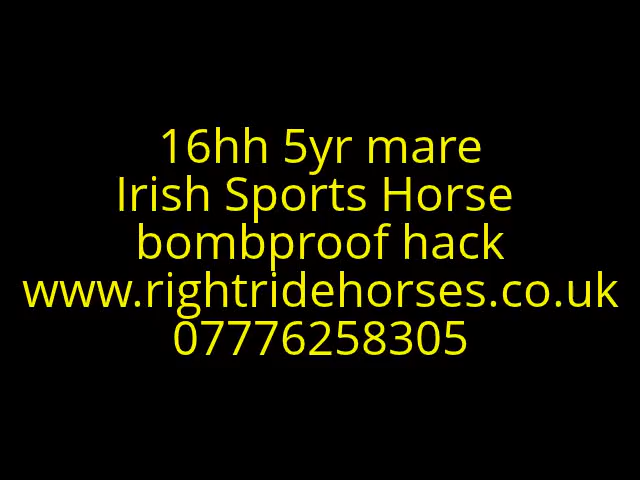 16hh 5yr mare
Irish Sports Horse
bombproof hack
www.rightridehorses.co.uk
07776258305